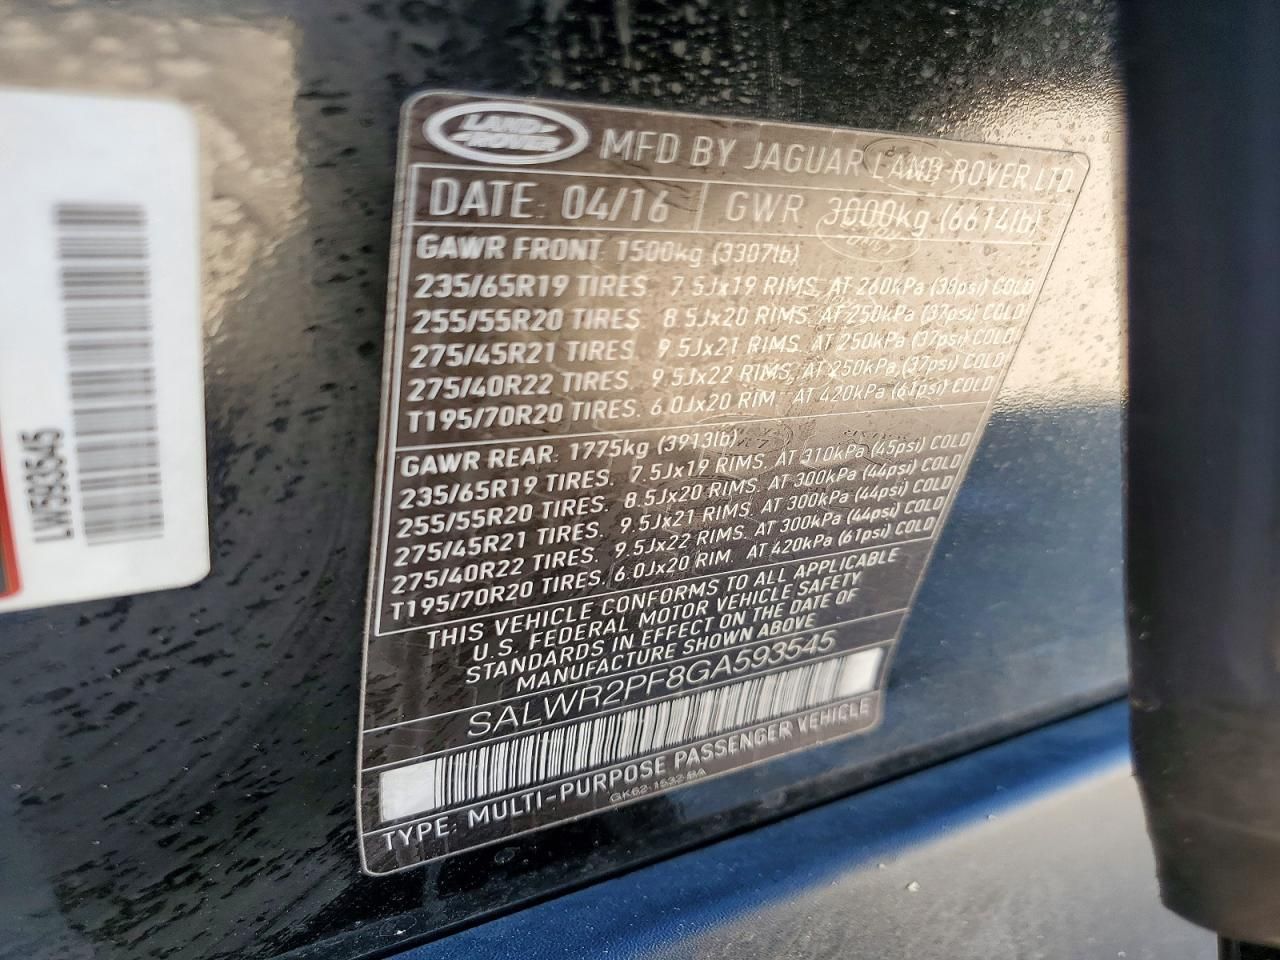 LAND ROVER
MFD BY JAGUAR LAND ROVER LTD
DATE: 04/16 GWR 3000kg (6614lb)
GAWR FRONT: 1500kg (3307lb)
235/65R19 TIRES. 7.5Jx19 RIMS. AT 260kPa (38psi) COLD
255/55R20 TIRES. 8.5Jx20 RIMS. AT 250kPa (37psi) COLD
275/45R21 TIRES. 9.5Jx21 RIMS. AT 250kPa (37psi) COLD
275/40R22 TIRES. 9.5Jx22 RIMS. AT 250kPa (37psi) COLD
T195/70R20 TIRES. 6.0Jx20 RIM AT 420kPa (61psi) COLD
GAWR REAR: 1775kg (3913lb)
235/65R19 TIRES. 7.5Jx19 RIMS. AT 310kPa (45psi) COLD
255/55R20 TIRES. 8.5Jx20 RIMS. AT 300kPa (44psi) COLD
275/45R21 TIRES. 9.5Jx21 RIMS. AT 300kPa (44psi) COLD
275/40R22 TIRES. 9.5Jx22 RIMS. AT 300kPa (44psi) COLD
T195/70R20 TIRES. 6.0Jx20 RIM. AT 420kPa (61psi) COLD
THIS VEHICLE CONFORMS TO ALL APPLICABLE
U.S. FEDERAL MOTOR VEHICLE SAFETY
STANDARDS IN EFFECT ON THE DATE OF
MANUFACTURE SHOWN ABOVE
SALWR2PF8GA593545
TYPE: MULTI-PURPOSE PASSENGER VEHICLE
GK62-1532-BA
LW593545